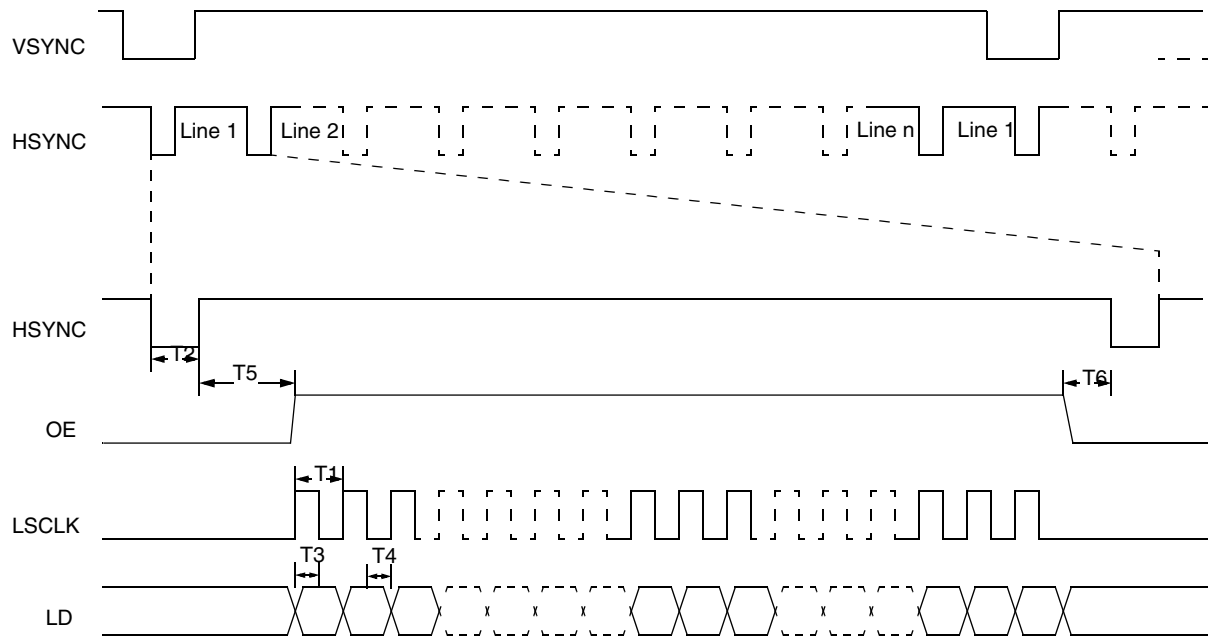 VSYNC
HSYNC
Line 1
Line 2
Line n
Line 1
HSYNC
T2
T5
T6
OE
T1
LSCLK
T3
T4
LD